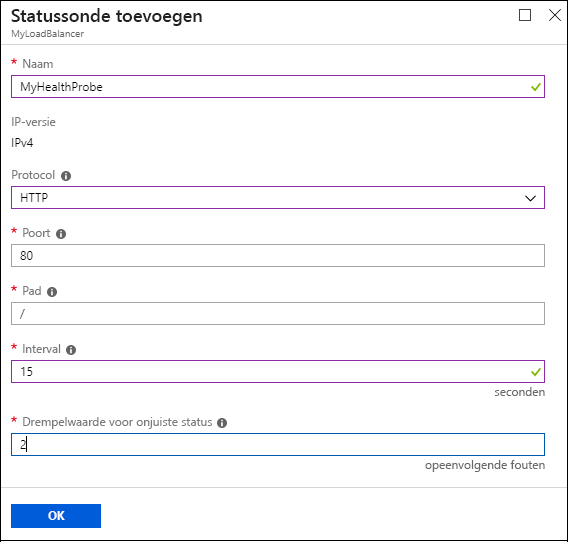 Statussonde toevoegen
MyLoadBalancer
* Naam
MyHealthProbe
IP-versie
IPv4
Protocol
HTTP
* Poort
80
* Pad
/
* Interval
15
seconden
* Drempelwaarde voor onjuiste status
2
opeenvolgende fouten
OK